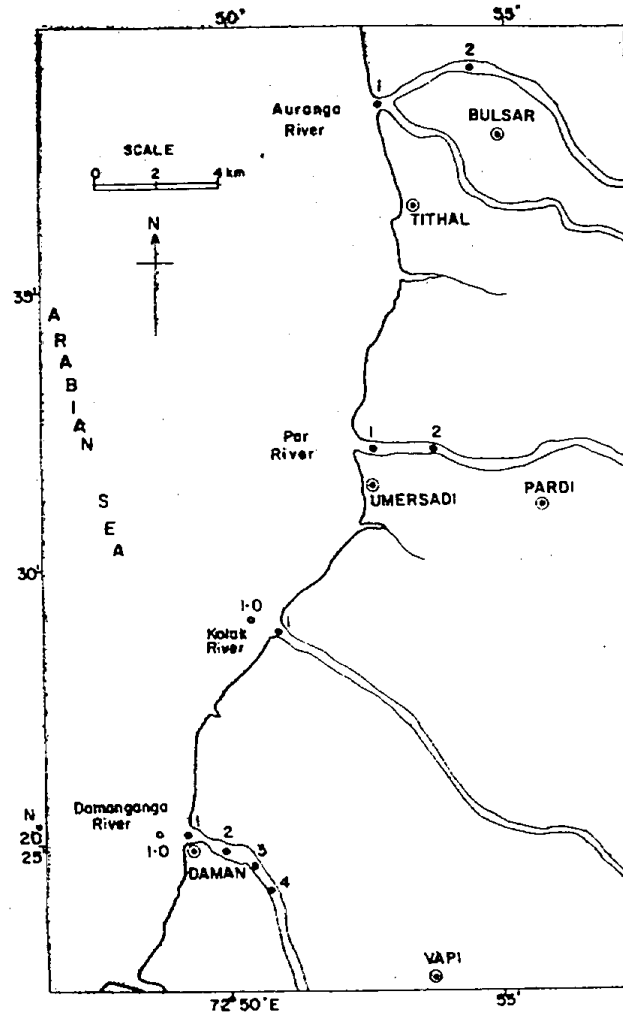 50' 55'
1
2
Auranga
River
BULSAR
SCALE
0 2 4 km
N
TITHAL
35'
ARABIAN
SEA
Par
River
1
2
UMERSADI
PARDI
30'
1·0
1
Kolak
River
Damanganga
River
N
20°
25'
1·0
1
2
3
4
DAMAN
VAPI
72°50'E 55'